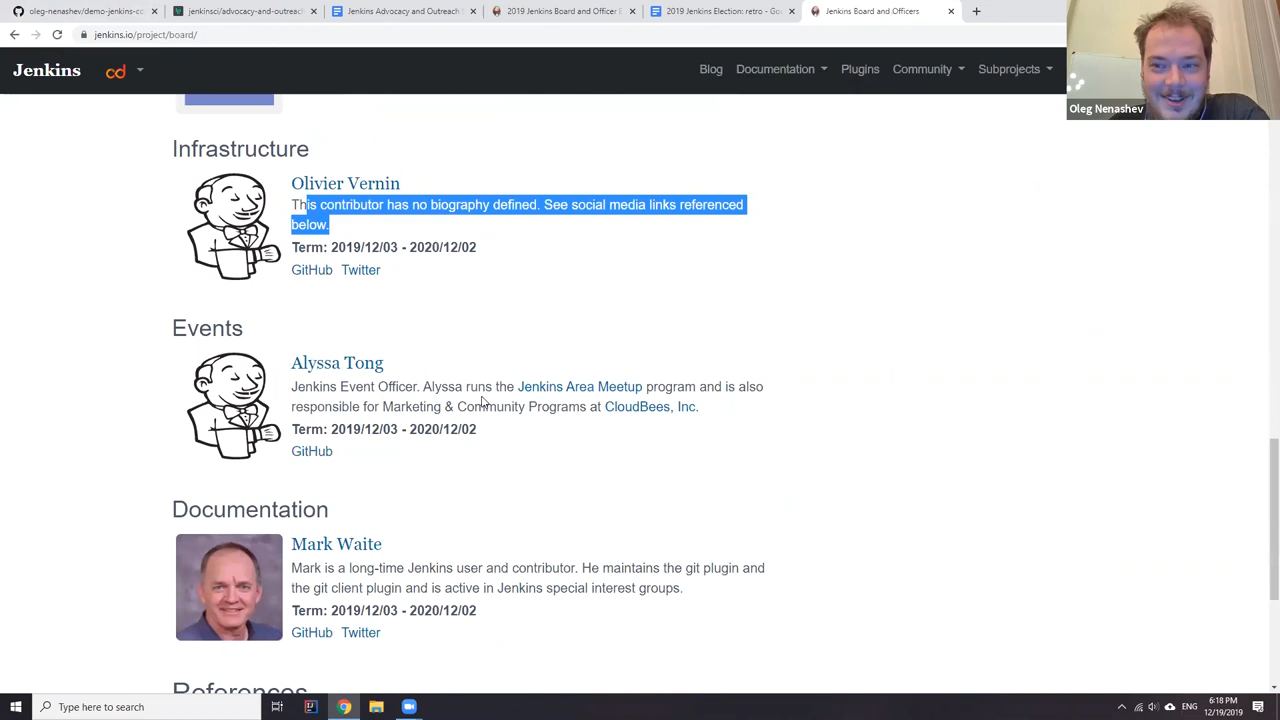 oleg-nenashev/demo-jenkins-co
jenkinsci/advocacy-and-outreach
Jenkins Advocacy and Outreach S
2019 Jenkins Board and Officer E
2019 Jenkins Election: retro - Go
Jenkins Board and Officers
jenkins.io/project/board/
Jenkins
cd
Blog
Documentation
Plugins
Community
Subprojects
Oleg Nenashev
Infrastructure
Olivier Vernin
This contributor has no biography defined. See social media links referenced
below.
Term: 2019/12/03 - 2020/12/02
GitHub Twitter
Events
Alyssa Tong
Jenkins Event Officer. Alyssa runs the Jenkins Area Meetup program and is also
responsible for Marketing & Community Programs at CloudBees, Inc.
Term: 2019/12/03 - 2020/12/02
GitHub
Documentation
Mark Waite
Mark is a long-time Jenkins user and contributor. He maintains the git plugin and
the git client plugin and is active in Jenkins special interest groups.
Term: 2019/12/03 - 2020/12/02
GitHub Twitter
References
Type here to search
ENG
6:18 PM
12/19/2019